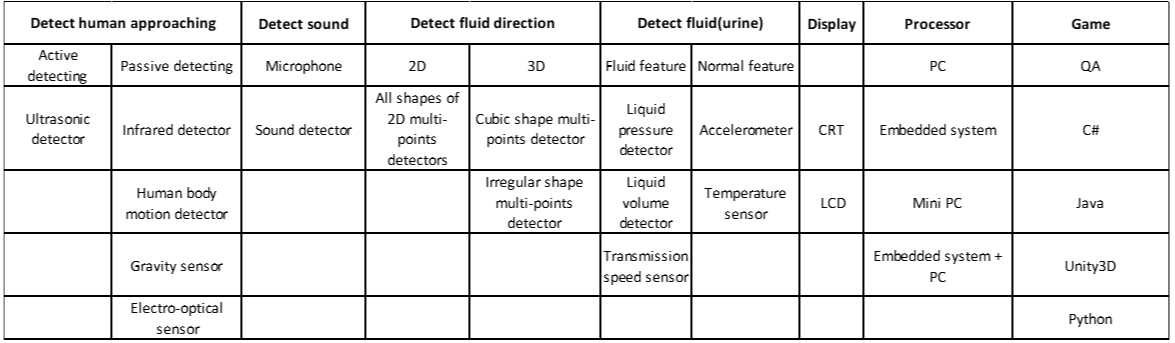 Detect human approaching Detect sound Detect fluid direction Detect fluid(urine) Display Processor Game
Active detecting Passive detecting Microphone 2D 3D Fluid feature Normal feature PC QA
Ultrasonic detector Infrared detector Sound detector All shapes of 2D multi-points detectors Cubic shape multi-points detector Liquid pressure detector Accelerometer CRT Embedded system C#
Human body motion detector Irregular shape multi-points detector Liquid volume detector Temperature sensor LCD Mini PC Java
Gravity sensor Transmission speed sensor Embedded system + PC Unity3D
Electro-optical sensor Python